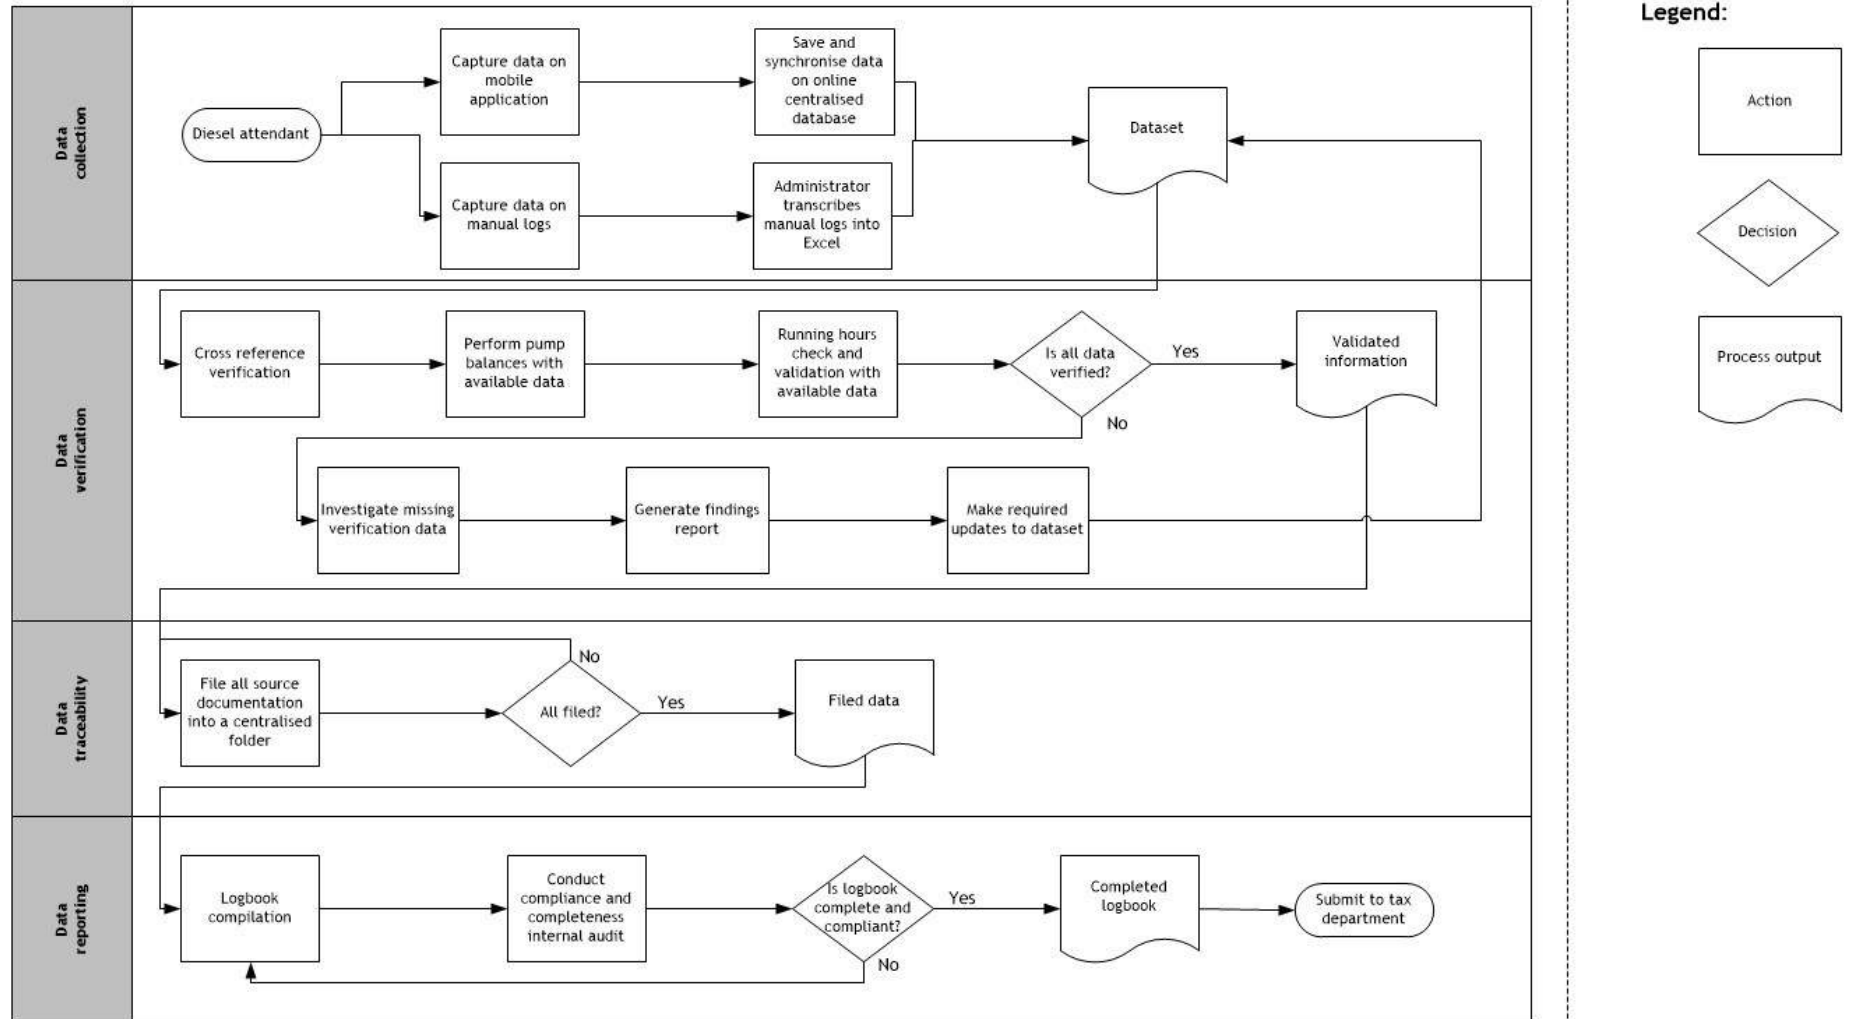 Legend:
Data
collection
Diesel attendant
Capture data on
mobile
application
Save and
synchronise data
on online
centralised
database
Capture data on
manual logs
Administrator
transcribes
manual logs into
Excel
Dataset
Action
Decision
Process output
Data
verification
Cross reference
verification
Perform pump
balances with
available data
Running hours
check and
validation with
available data
Is all data
verified?
Yes
No
Validated
information
Investigate missing
verification data
Generate findings
report
Make required
updates to dataset
Data
traceability
File all source
documentation
into a centralised
folder
All filed?
No
Yes
Filed data
Data
reporting
Logbook
compilation
Conduct
compliance and
completeness
internal audit
Is logbook
complete and
compliant?
Yes
No
Completed
logbook
Submit to tax
department